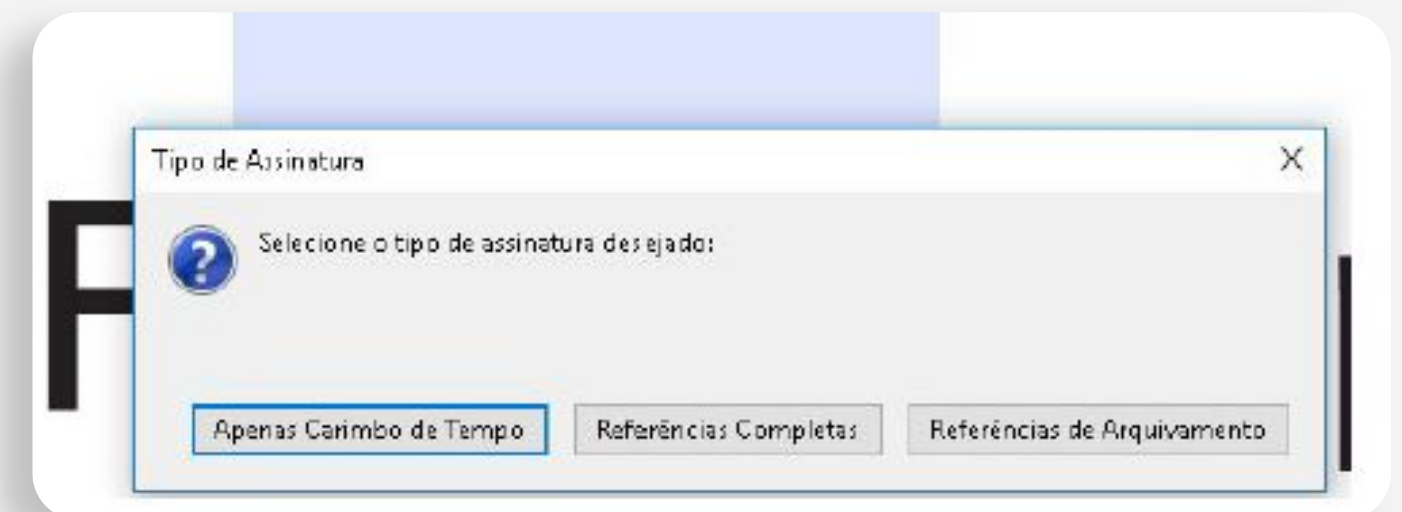 Tipo de Assinatura
Selecione o tipo de assinatura desejado:
Apenas Carimbo de Tempo
Referências Completas
Referências de Arquivamento